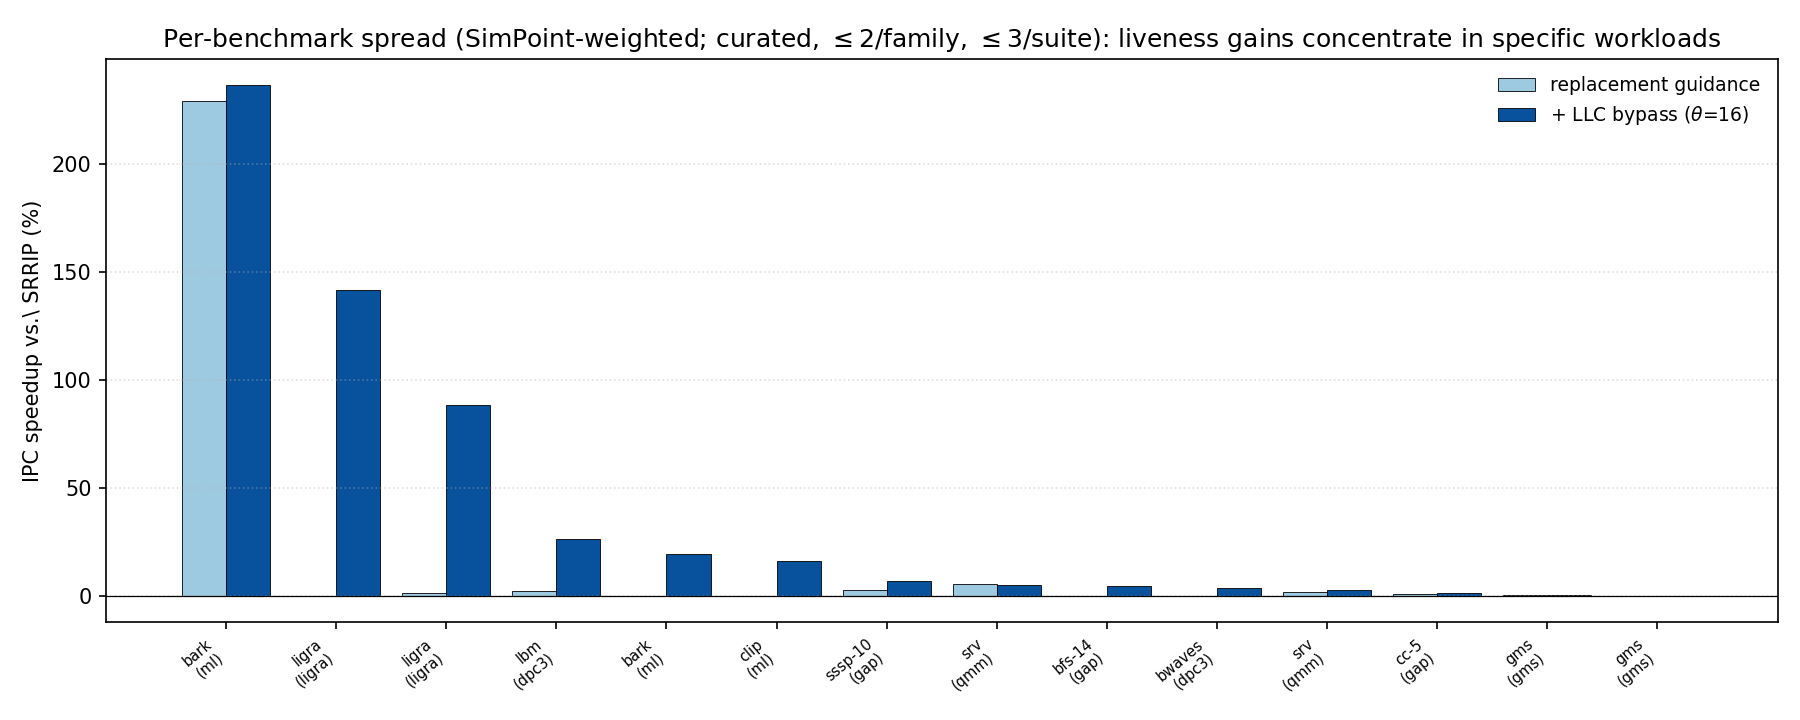 Per-benchmark spread (SimPoint-weighted; curated, ≤2/family, ≤3/suite): liveness gains concentrate in specific workloads
replacement guidance
+ LLC bypass (θ=16)
IPC speedup vs.\ SRRIP (%)
200
150
100
50
0
bark
(ml)
ligra
(ligra)
ligra
(ligra)
lbm
(dpc3)
bark
(ml)
clip
(ml)
sssp-10
(gap)
srv
(qmm)
bfs-14
(gap)
bwaves
(dpc3)
srv
(qmm)
cc-5
(gap)
gms
(gms)
gms
(gms)